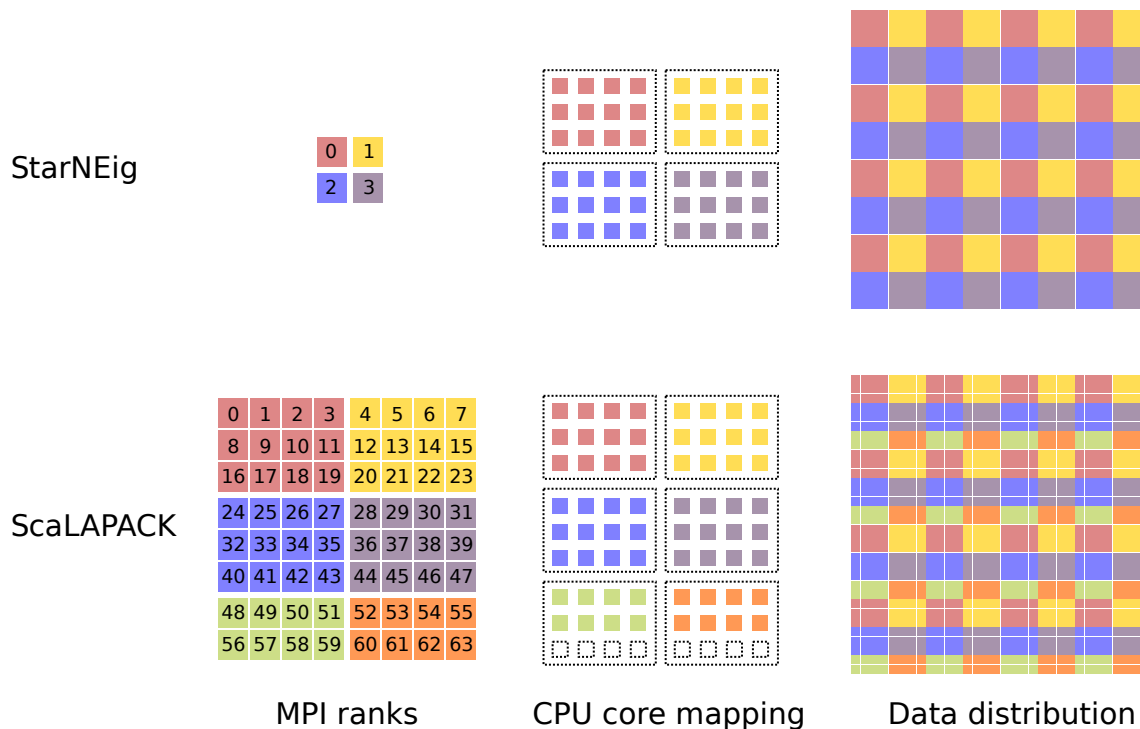 StarNEig
0 1
2 3
0 1 2 3 4 5 6 7
8 9 10 11 12 13 14 15
16 17 18 19 20 21 22 23
24 25 26 27 28 29 30 31
ScaLAPACK
32 33 34 35 36 37 38 39
40 41 42 43 44 45 46 47
48 49 50 51 52 53 54 55
56 57 58 59 60 61 62 63
MPI ranks
CPU core mapping
Data distribution